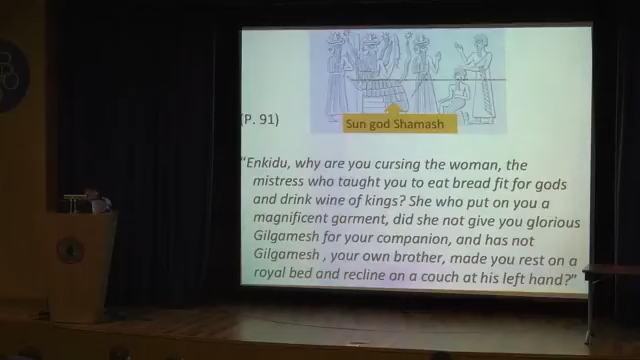 Sun god Shamash
(P. 91)
“Enkidu, why are you cursing the woman, the
mistress who taught you to eat bread fit for gods
and drink wine of kings? She who put on you a
magnificent garment, did she not give you glorious
Gilgamesh for your companion, and has not
Gilgamesh , your own brother, made you rest on a
royal bed and recline on a couch at his left hand?”